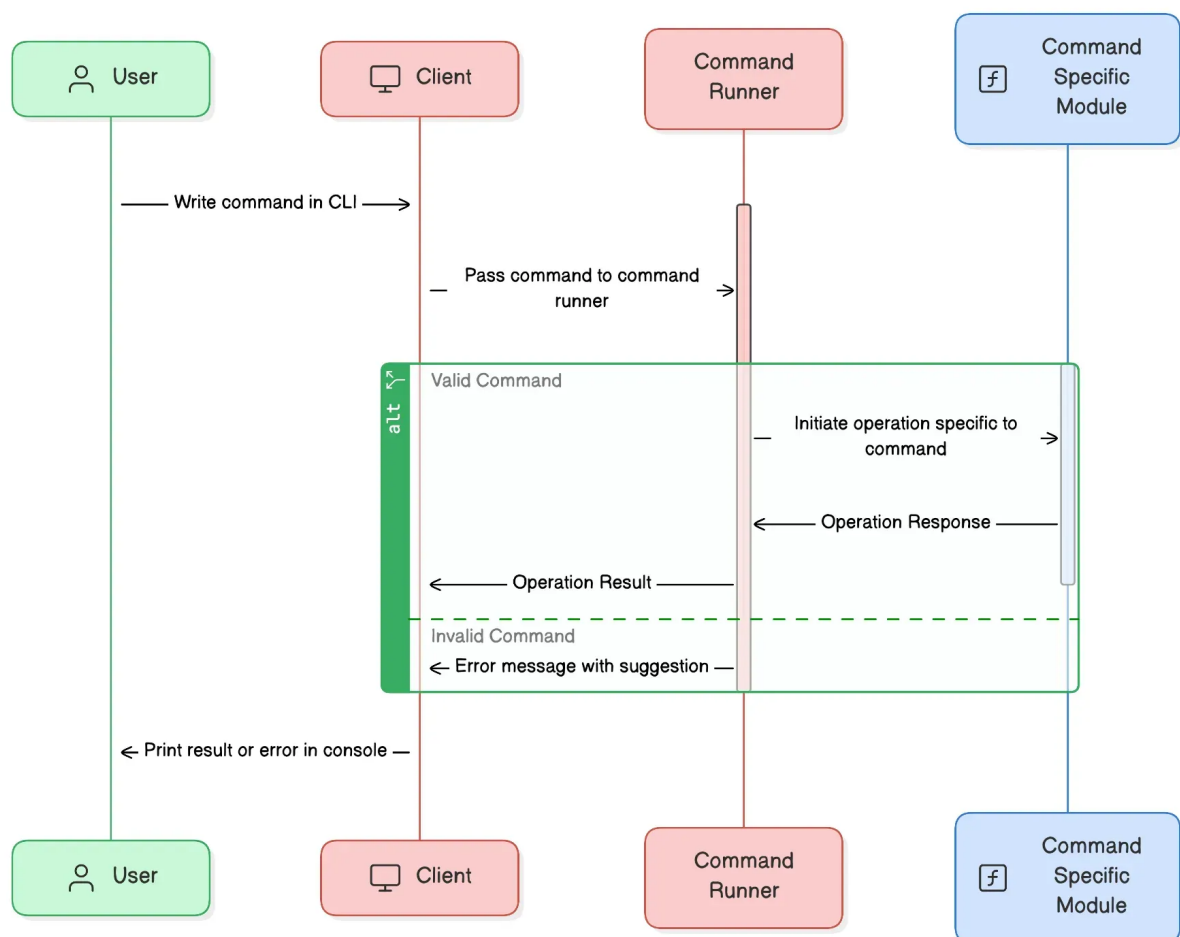 User
Client
Command
Runner
Command
Specific
Module
Write command in CLI
Pass command to command
runner
alt
Valid Command
Initiate operation specific to
command
Operation Response
Operation Result
Invalid Command
Error message with suggestion
Print result or error in console
User
Client
Command
Runner
Command
Specific
Module